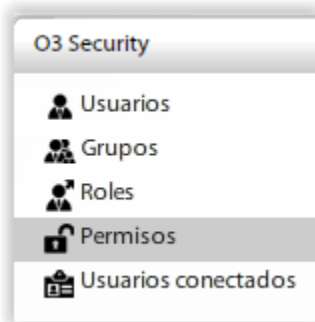 O3 Security
Usuarios
Grupos
Roles
Permisos
Usuarios conectados